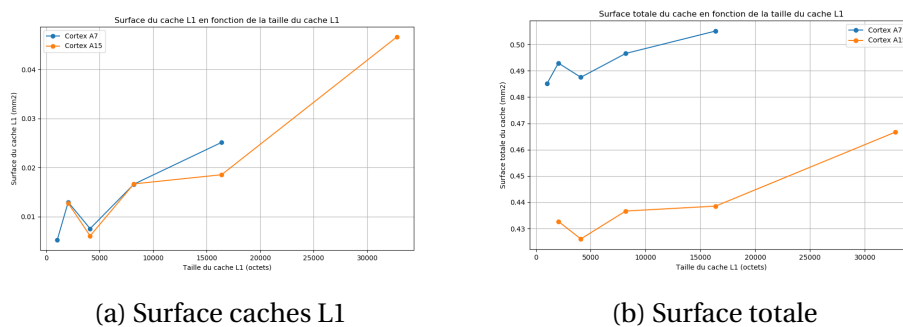 Surface du cache L1 en fonction de la taille du cache L1
Cortex A7
Cortex A15
0.04
0.03
0.02
0.01
Surface du cache L1 (mm2)
0
5000
10000
15000
20000
25000
30000
Taille du cache L1 (octets)
(a) Surface caches L1
Surface totale du cache en fonction de la taille du cache L1
Cortex A7
Cortex A1
0.50
0.49
0.48
0.47
0.46
0.45
0.44
0.43
Surface totale du cache (mm2)
0
5000
10000
15000
20000
25000
30000
Taille du cache L1 (octets)
(b) Surface totale